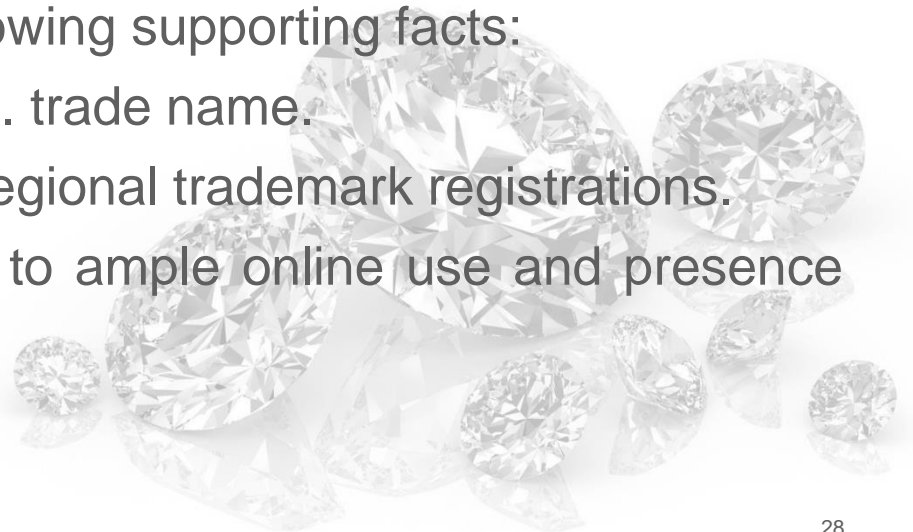 owing supporting facts:
. trade name.
egional trademark registrations.
to ample online use and presence
28